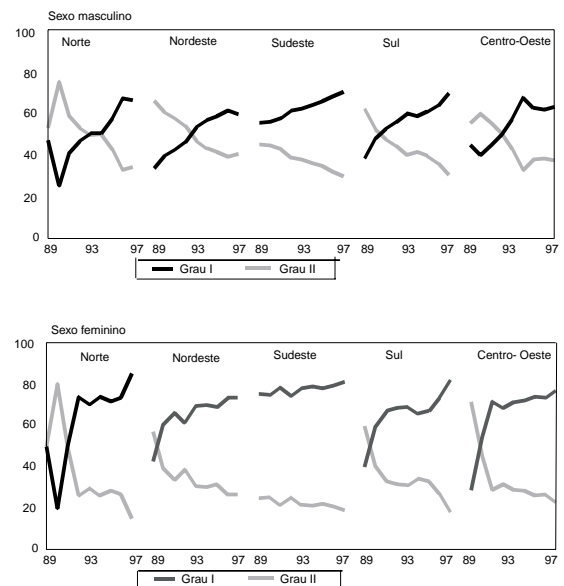 Sexo masculino
100
Norte Nordeste Sudeste Sul Centro-Oeste
80
60
40
20
0
89 93 97 89 93 97 89 93 97 89 93 97 89 93 97
Grau I Grau II
Sexo feminino
100
Norte Nordeste Sudeste Sul Centro- Oeste
80
60
40
20
0
89 93 97 89 93 97 89 93 97 89 93 97 89 93 97
Grau I Grau II